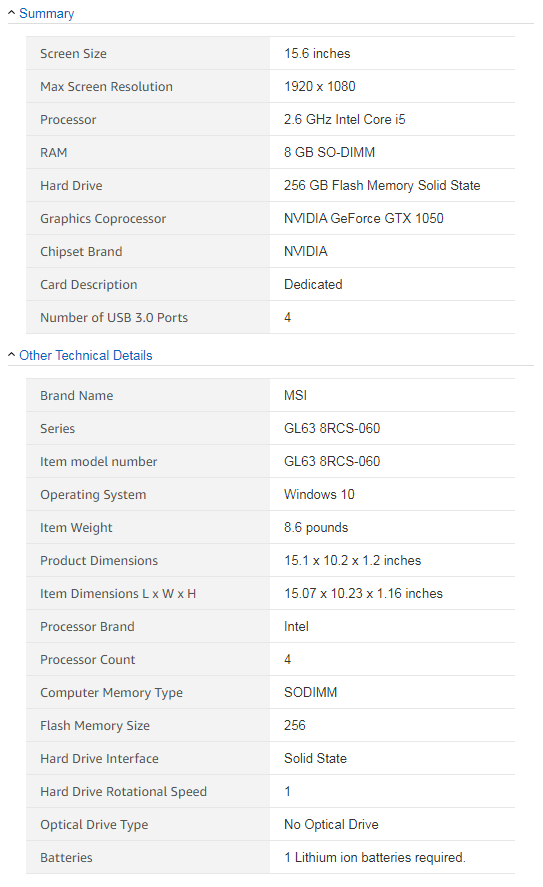 Summary
Screen Size 15.6 inches
Max Screen Resolution 1920 x 1080
Processor 2.6 GHz Intel Core i5
RAM 8 GB SO-DIMM
Hard Drive 256 GB Flash Memory Solid State
Graphics Coprocessor NVIDIA GeForce GTX 1050
Chipset Brand NVIDIA
Card Description Dedicated
Number of USB 3.0 Ports 4
Other Technical Details
Brand Name MSI
Series GL63 8RCS-060
Item model number GL63 8RCS-060
Operating System Windows 10
Item Weight 8.6 pounds
Product Dimensions 15.1 x 10.2 x 1.2 inches
Item Dimensions L x W x H 15.07 x 10.23 x 1.16 inches
Processor Brand Intel
Processor Count 4
Computer Memory Type SODIMM
Flash Memory Size 256
Hard Drive Interface Solid State
Hard Drive Rotational Speed 1
Optical Drive Type No Optical Drive
Batteries 1 Lithium ion batteries required.